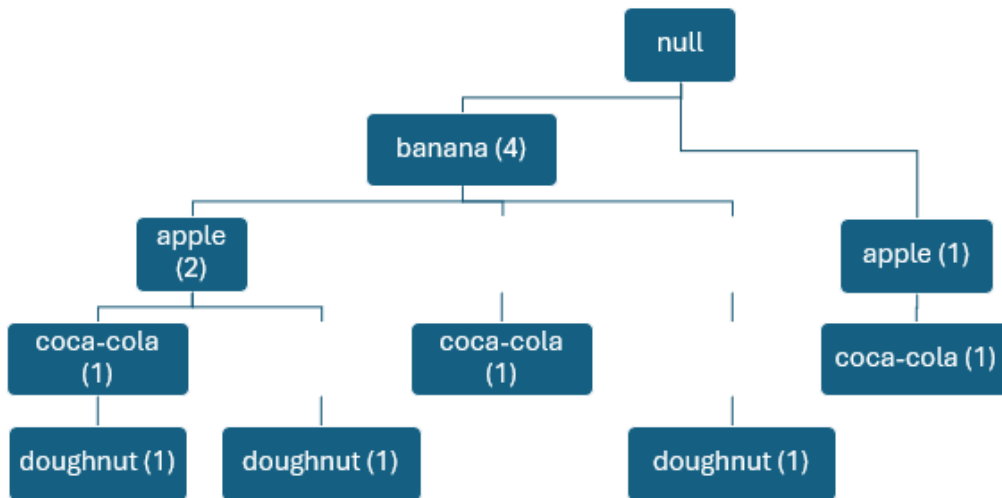 null
banana (4)
apple
(2)
apple (1)
coca-cola
(1)
coca-cola
(1)
coca-cola (1)
doughnut (1)
doughnut (1)
doughnut (1)